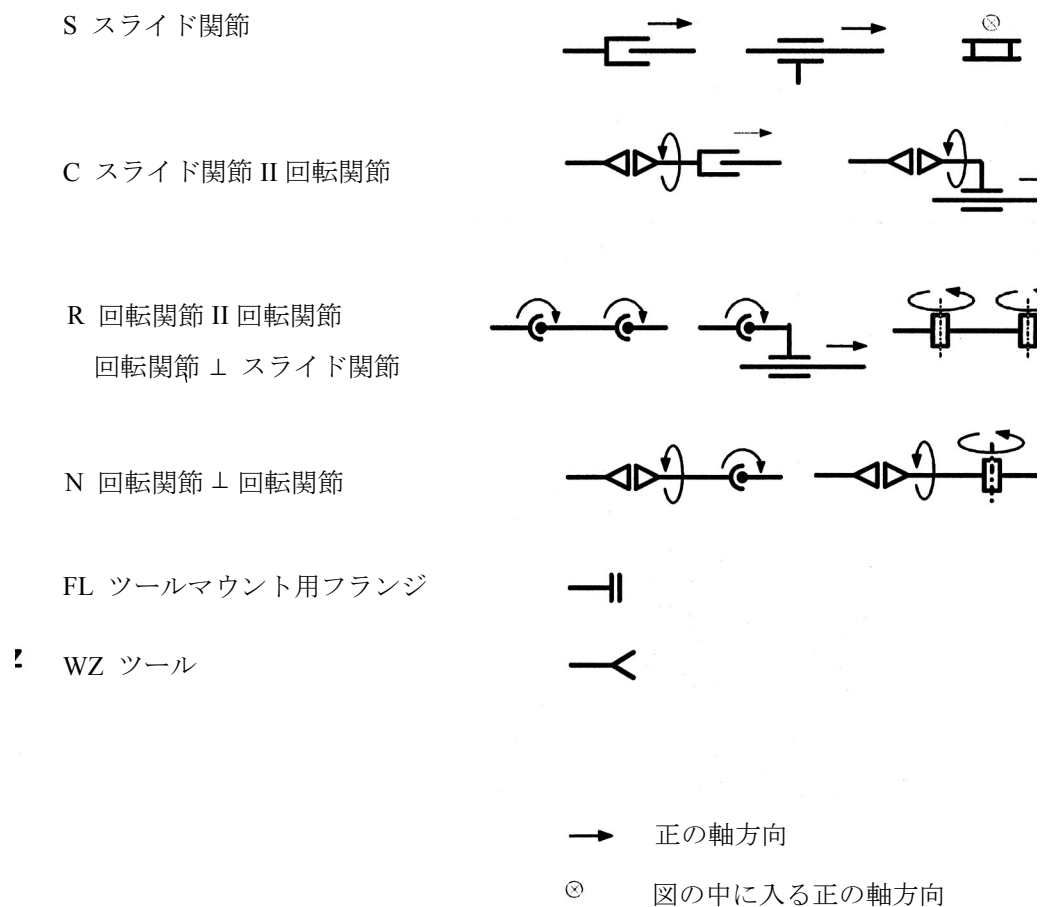 S スライド関節
C スライド関節 II 回転関節
R 回転関節 II 回転関節
回転関節 ⊥ スライド関節
N 回転関節 ⊥ 回転関節
FL ツールマウント用フランジ
WZ ツール
正の軸方向
図の中に入る正の軸方向